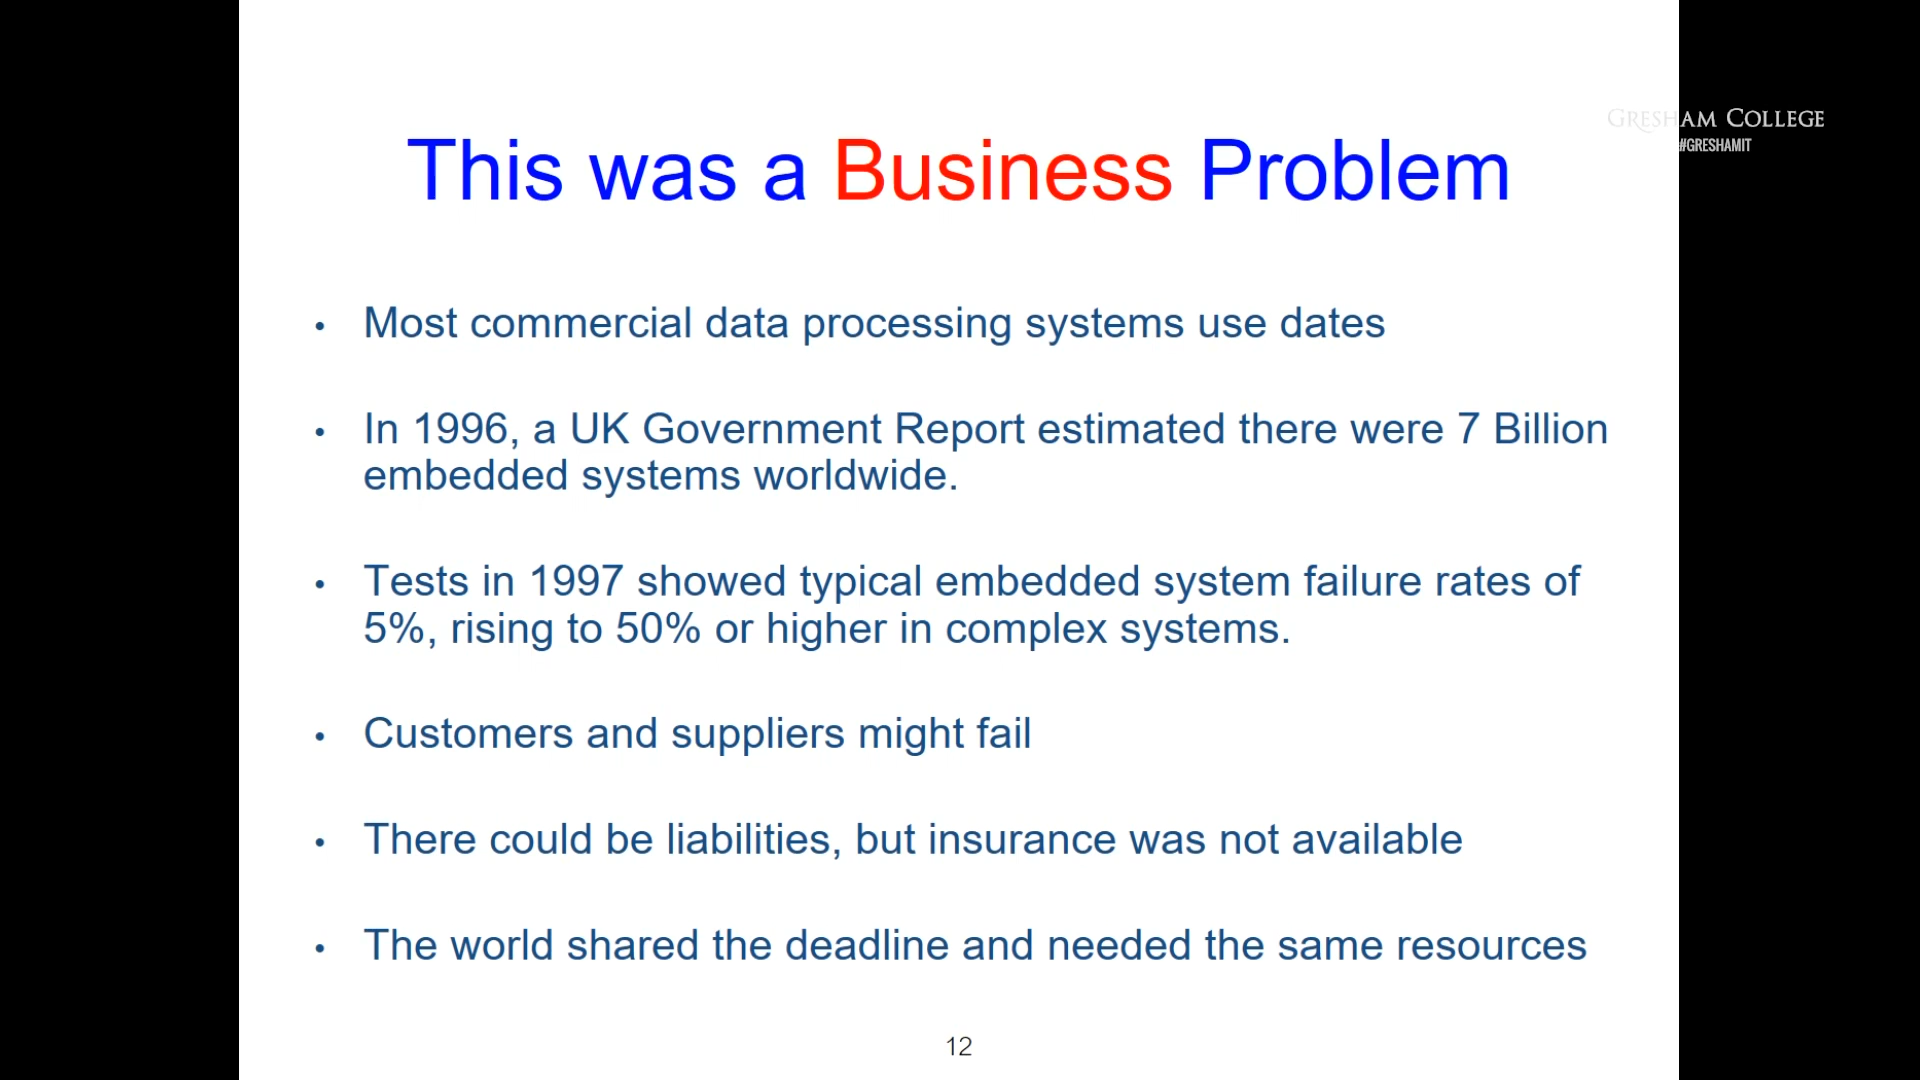 GRESHAM COLLEGE
#GRESHAMIT
This was a Business Problem
• Most commercial data processing systems use dates
• In 1996, a UK Government Report estimated there were 7 Billion
embedded systems worldwide.
• Tests in 1997 showed typical embedded system failure rates of
5%, rising to 50% or higher in complex systems.
• Customers and suppliers might fail
• There could be liabilities, but insurance was not available
• The world shared the deadline and needed the same resources
12